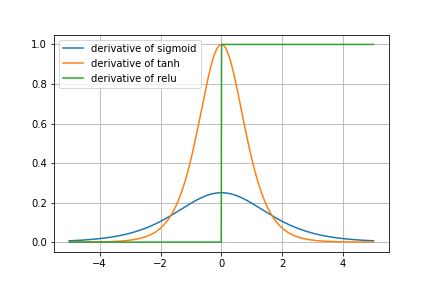 derivative of sigmoid
derivative of tanh
derivative of relu
1.0
0.8
0.6
0.4
0.2
0.0
−4 −2 0 2 4